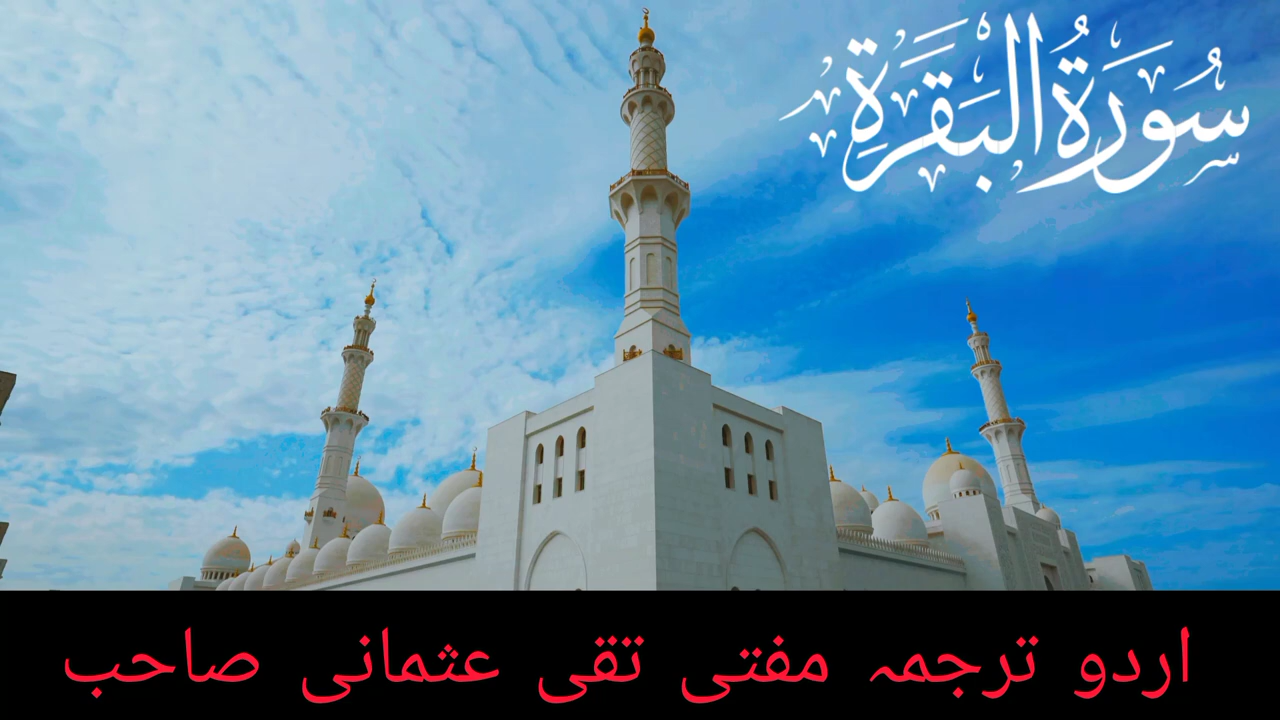 سُورَةُ البَقَرَةِ
اردو ترجمہ مفتی تقی عثمانی صاحب